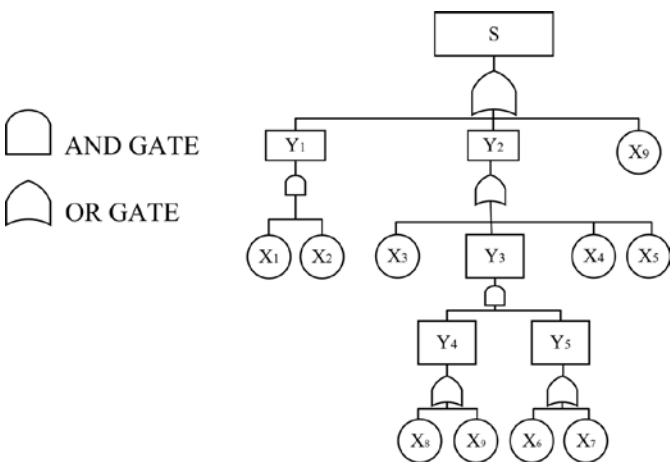 S
AND GATE
OR GATE
Y1
Y2
X9
X1
X2
X3
Y3
X4
X5
Y4
Y5
X8
X9
X6
X7